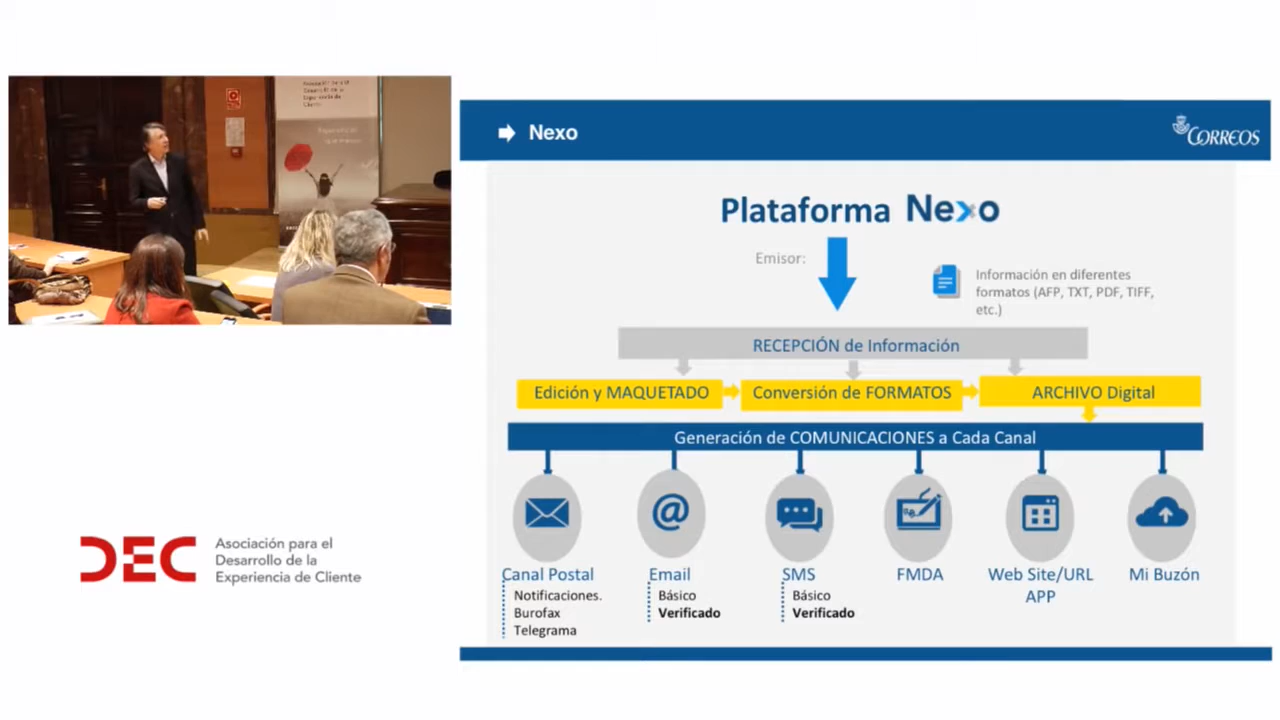 Nexo
CORREOS
Plataforma Nexo
Emisor:
Información en diferentes
formatos (AFP, TXT, PDF, TIFF,
etc.)
RECEPCIÓN de Información
Edición y MAQUETADO
Conversión de FORMATOS
ARCHIVO Digital
Generación de COMUNICACIONES a Cada Canal
Canal Postal
Notificaciones.
Burofax
Telegrama
Email
Básico
Verificado
SMS
Básico
Verificado
FMDA
Web Site/URL
APP
Mi Buzón
DEC
Asociación para el
Desarrollo de la
Experiencia de Cliente